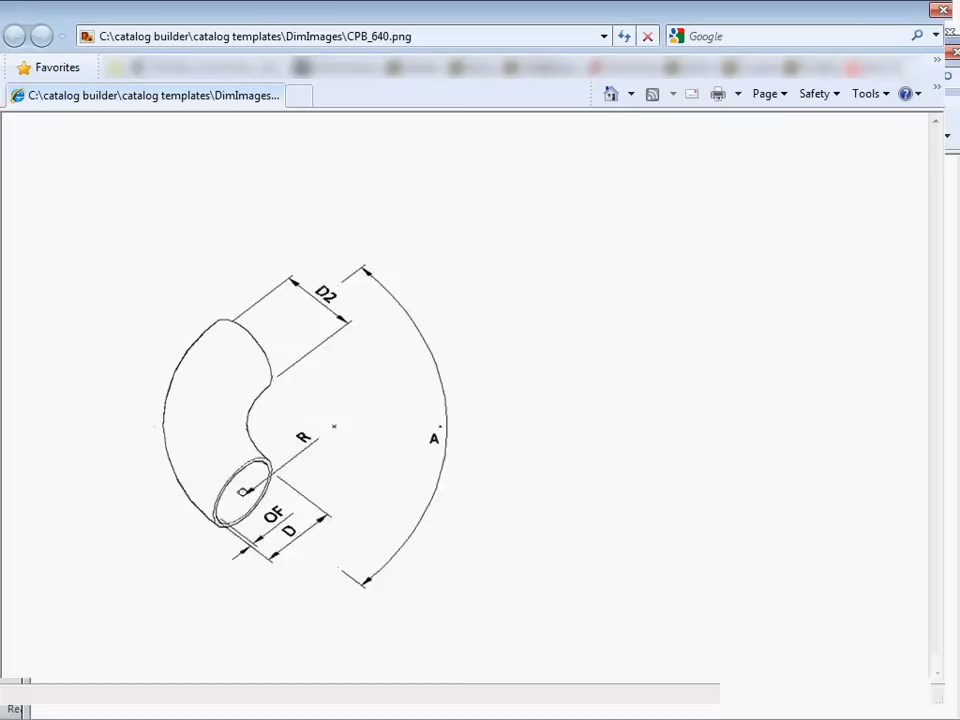 C:\catalog builder\catalog templates\DimImages\CPB_640.png
Google
Favorites
C:\catalog builder\catalog templates\DimImages...
Page
Safety
Tools
D2
R
A
OF
D